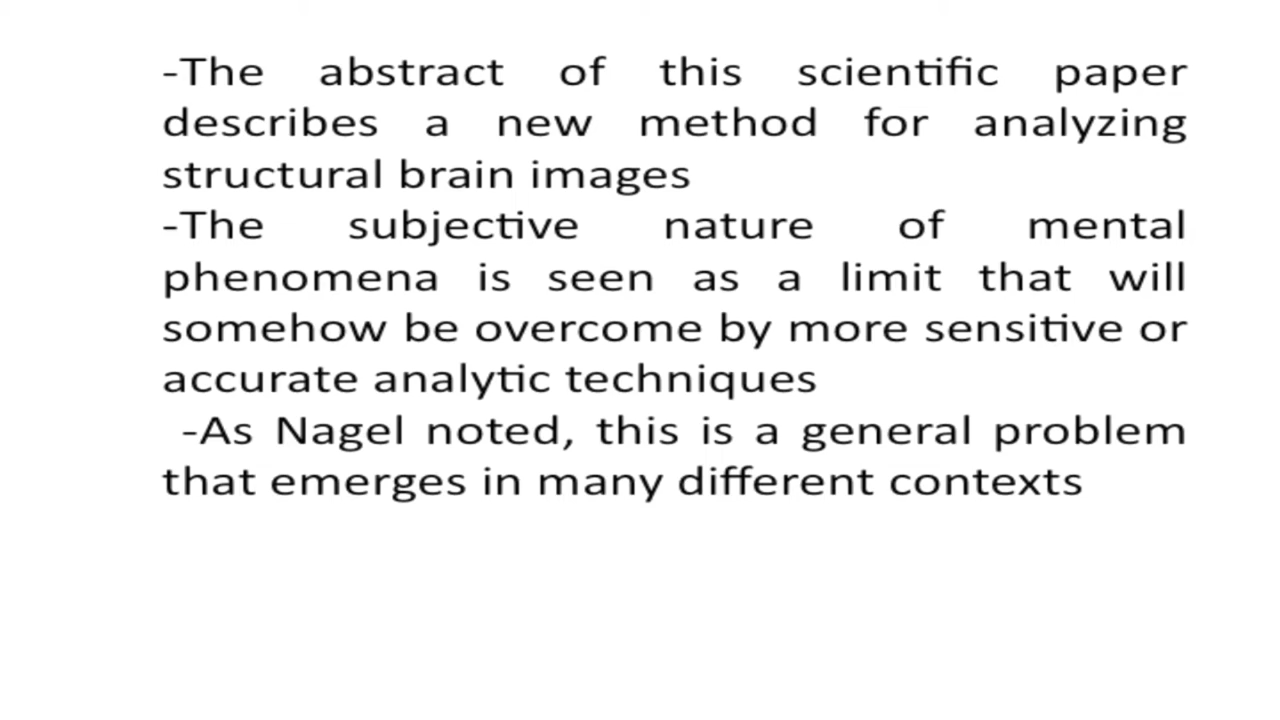 -The abstract of this scientific paper
describes a new method for analyzing
structural brain images
-The subjective nature of mental
phenomena is seen as a limit that will
somehow be overcome by more sensitive or
accurate analytic techniques
-As Nagel noted, this is a general problem
that emerges in many different contexts